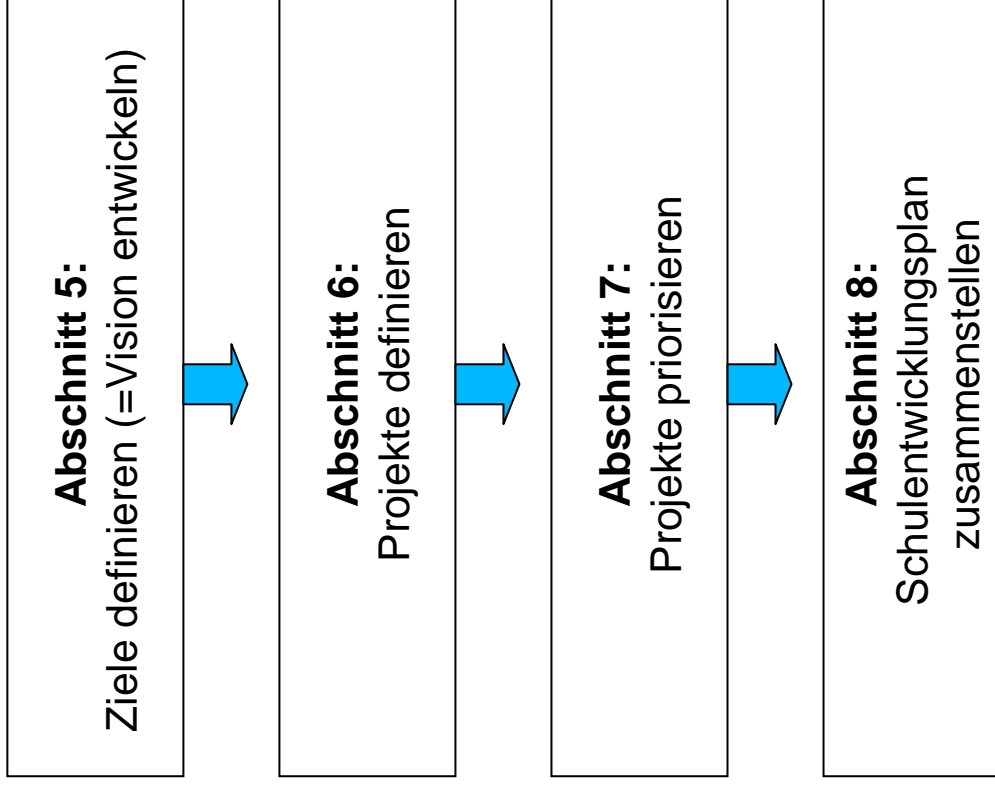 Abschnitt 5:
Ziele definieren (=Vision entwickeln)
Abschnitt 6:
Projekte definieren
Abschnitt 7:
Projekte priorisieren
Abschnitt 8:
Schulentwicklungsplan
zusammenstellen